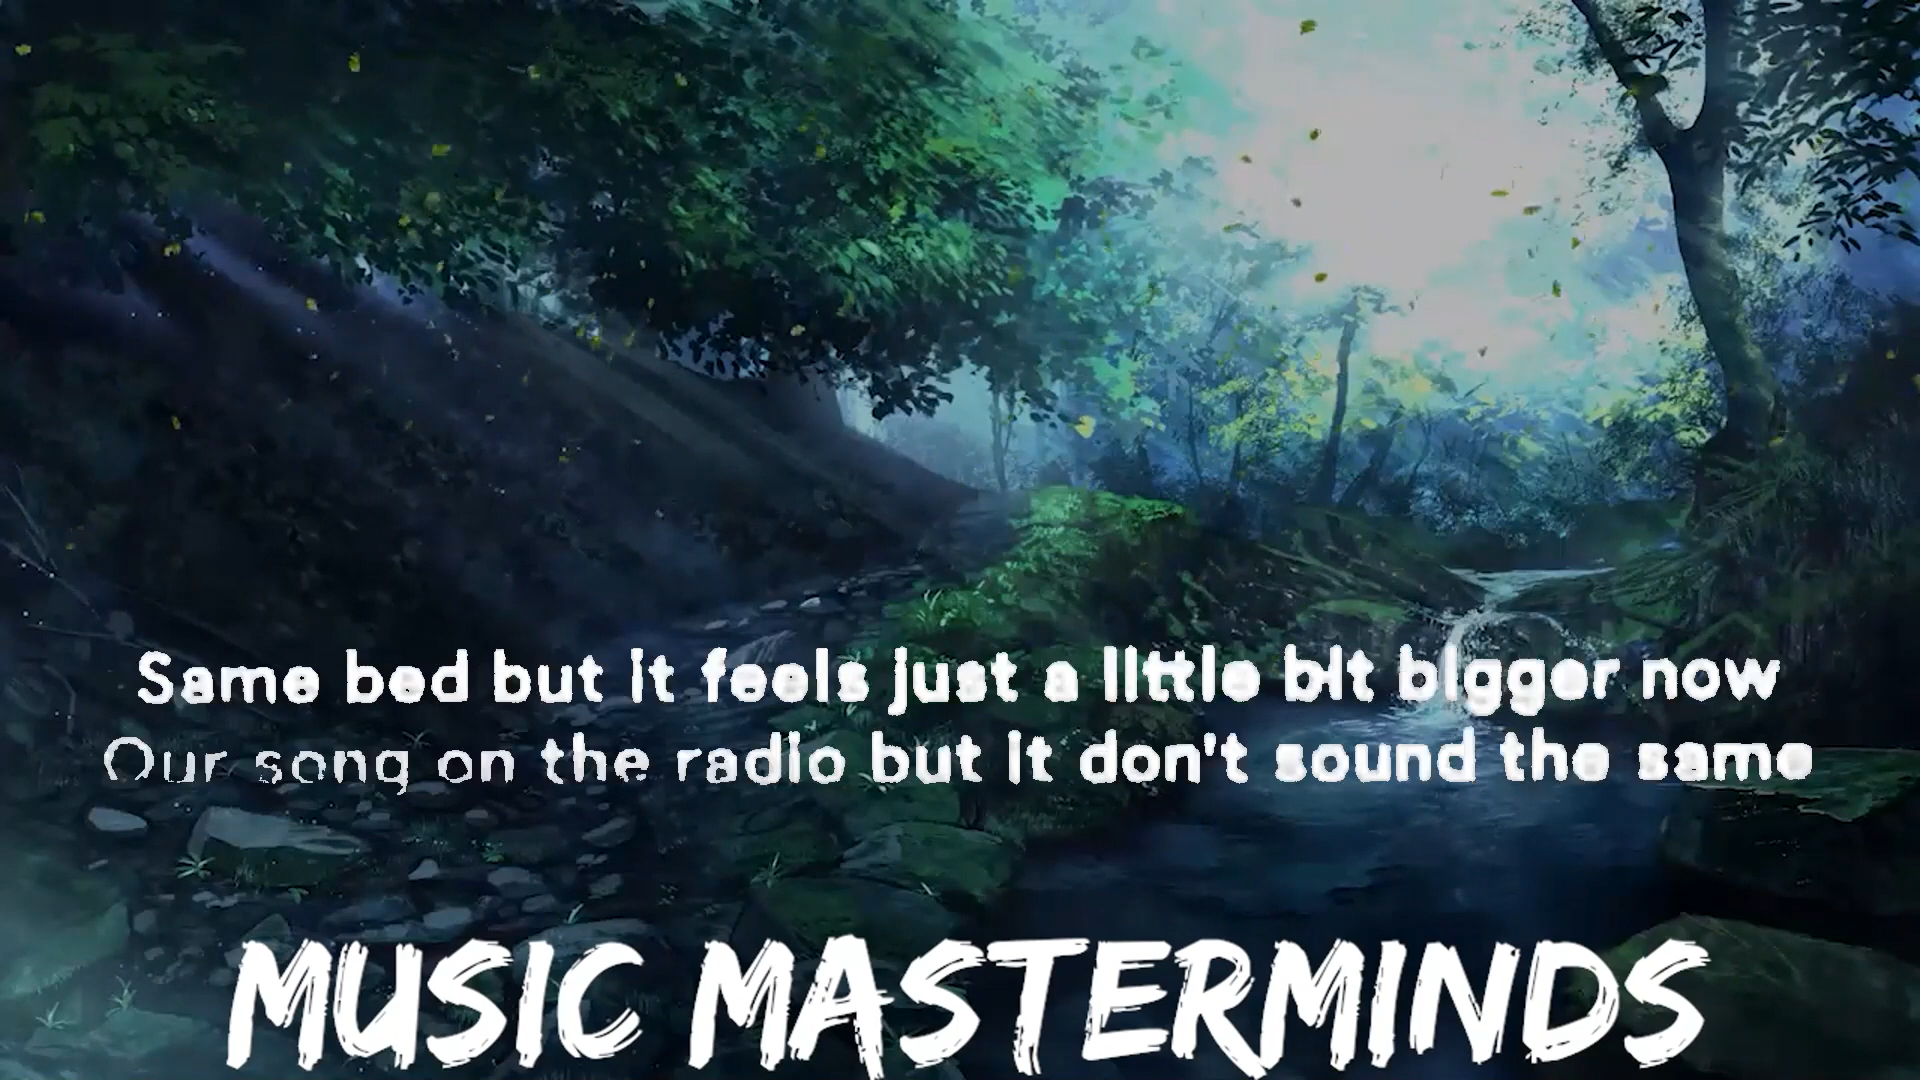 Same bed but it feels just a little bit bigger now
Our song on the radio but it don't sound the same
MUSIC MASTERMINDS